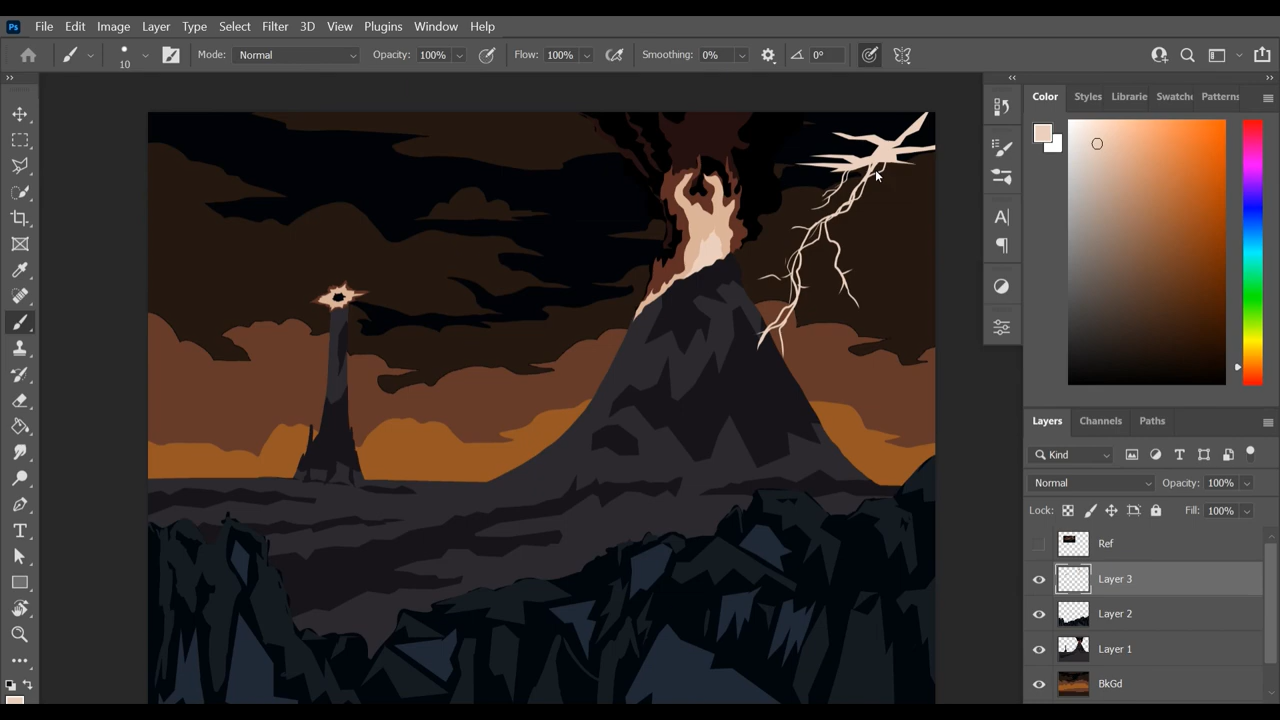 Ps File Edit Image Layer Type Select Filter 3D View Plugins Window Help
10 Mode: Normal Opacity: 100% Flow: 100% Smoothing: 0% 0°
Color Styles Librarie Swatche Patterns
Layers Channels Paths
Kind
Normal Opacity: 100%
Lock: Fill: 100%
Ref
Layer 3
Layer 2
Layer 1
BkGd